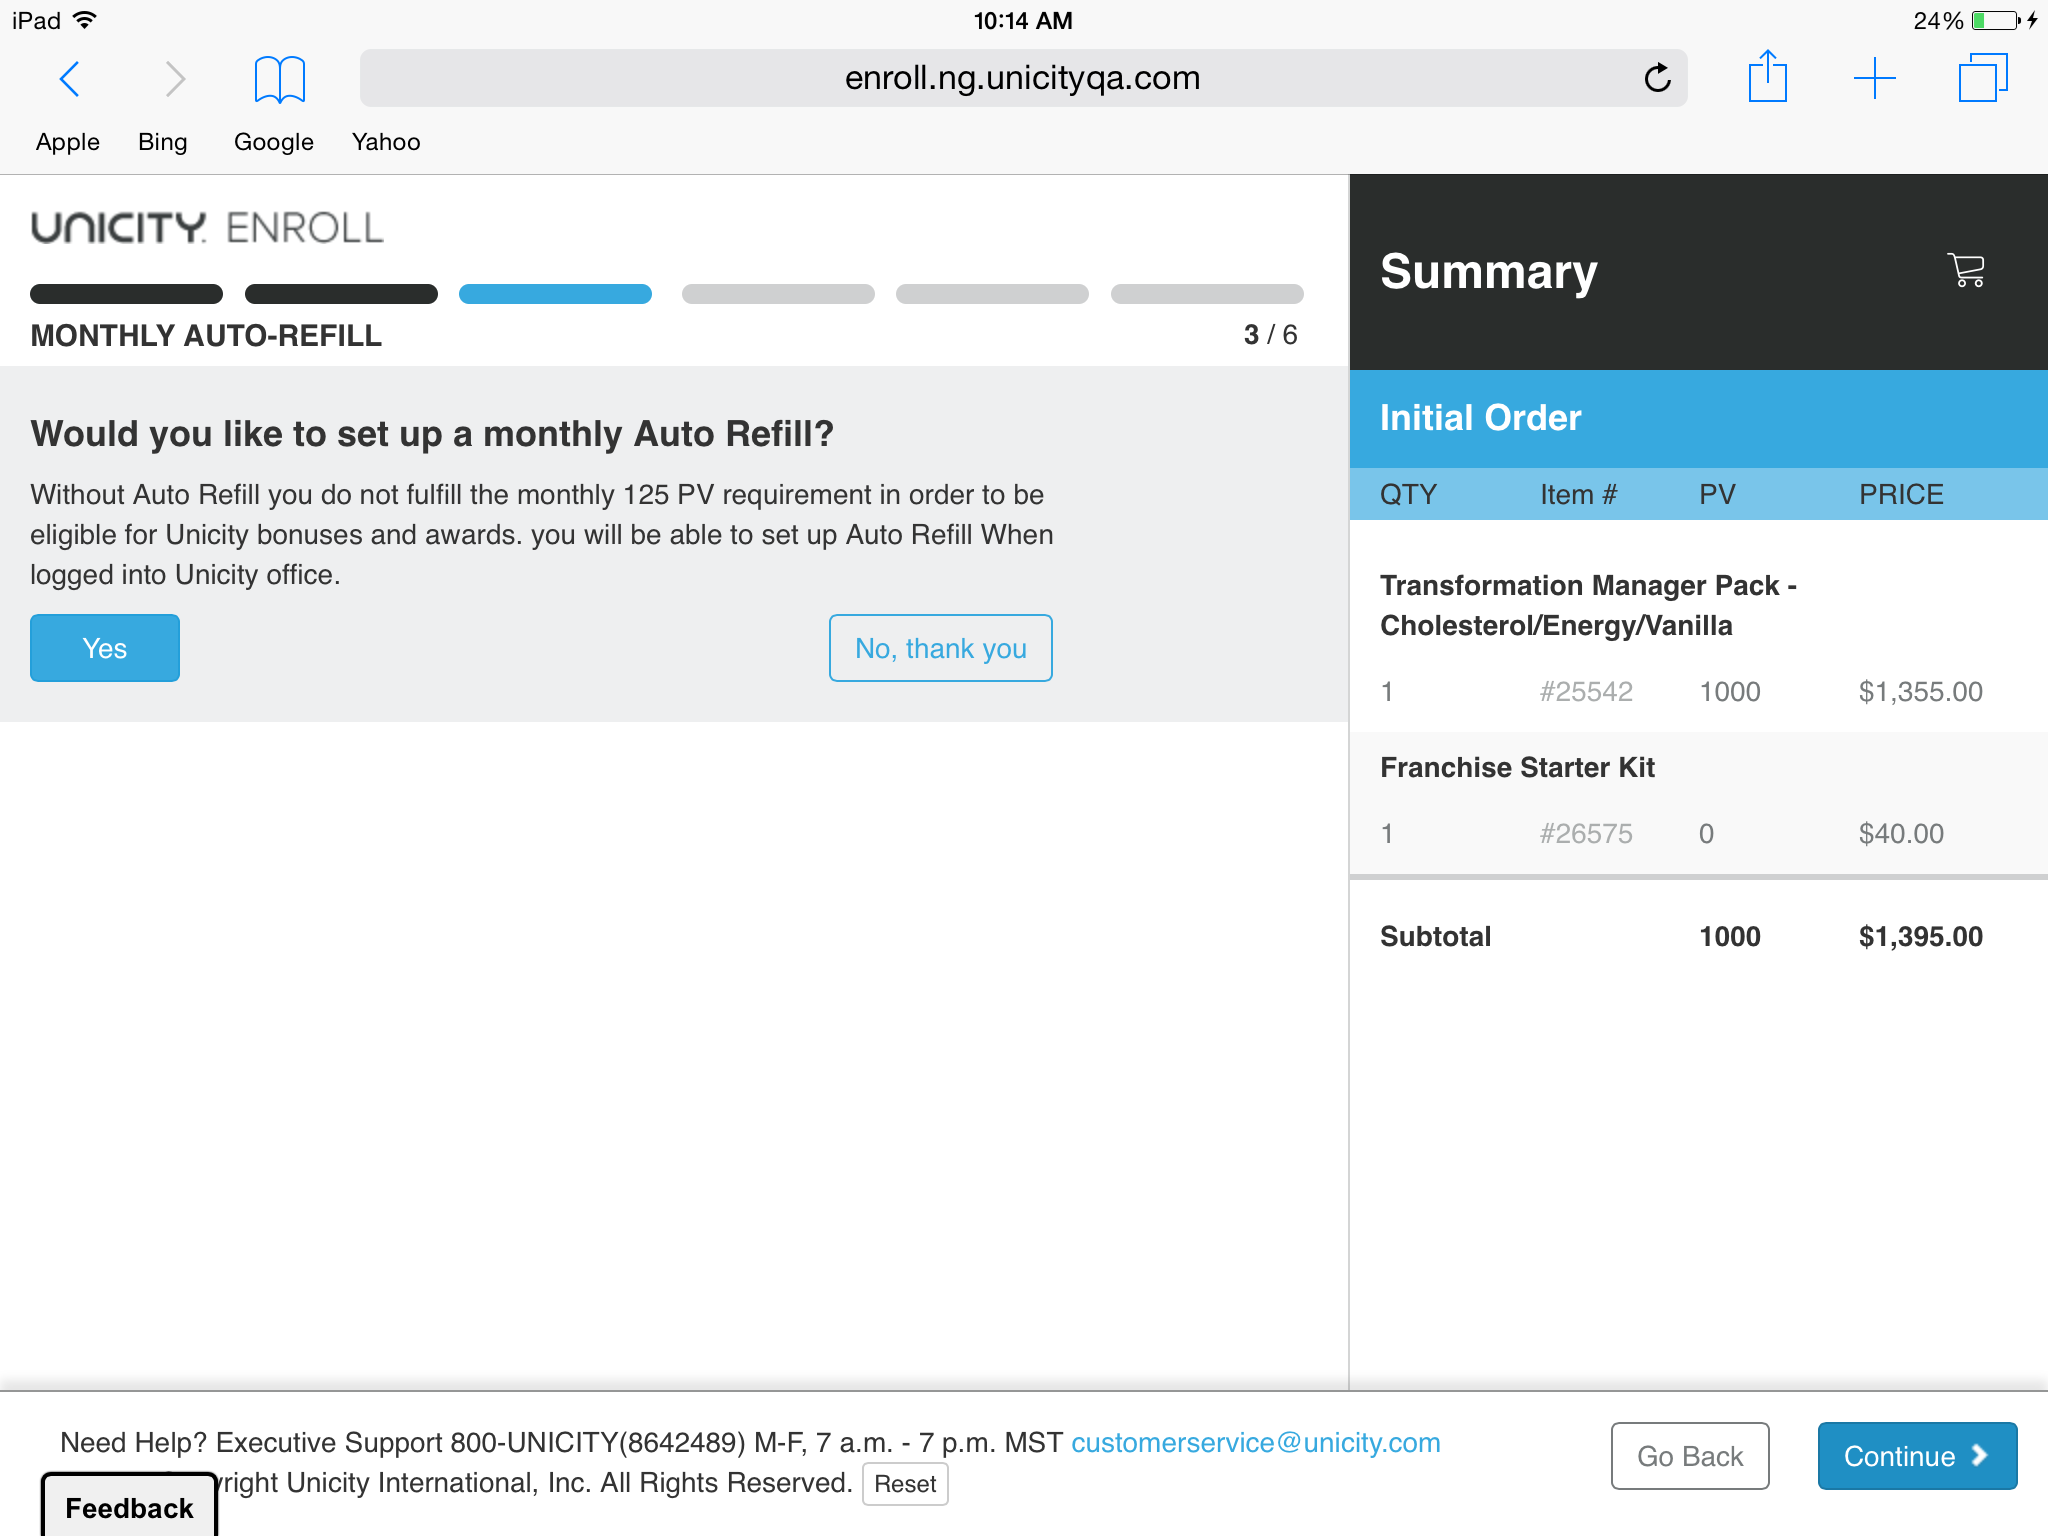 iPad
10:14 AM
24%
enroll.ng.unicityqa.com
Apple Bing Google Yahoo
UNICITY. ENROLL
MONTHLY AUTO-REFILL
3 / 6
Would you like to set up a monthly Auto Refill?
Without Auto Refill you do not fulfill the monthly 125 PV requirement in order to be
eligible for Unicity bonuses and awards. you will be able to set up Auto Refill When
logged into Unicity office.
Yes
No, thank you
Summary
Initial Order
QTY Item # PV PRICE
Transformation Manager Pack -
Cholesterol/Energy/Vanilla
1 #25542 1000 $1,355.00
Franchise Starter Kit
1 #26575 0 $40.00
Subtotal 1000 $1,395.00
Need Help? Executive Support 800-UNICITY(8642489) M-F, 7 a.m. - 7 p.m. MST customerservice@unicity.com
right Unicity International, Inc. All Rights Reserved. Reset
Feedback
Go Back
Continue